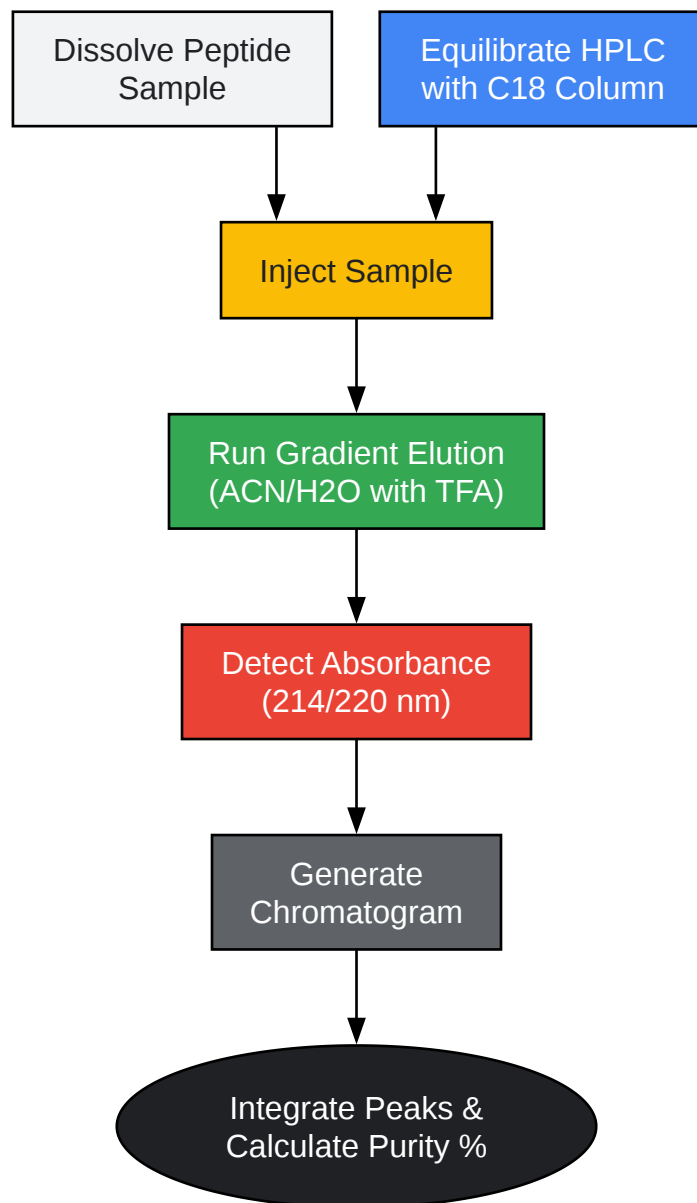 Dissolve Peptide
Sample
Equilibrate HPLC
with C18 Column
Inject Sample
Run Gradient Elution
(ACN/H2O with TFA)
Detect Absorbance
(214/220 nm)
Generate
Chromatogram
Integrate Peaks &
Calculate Purity %